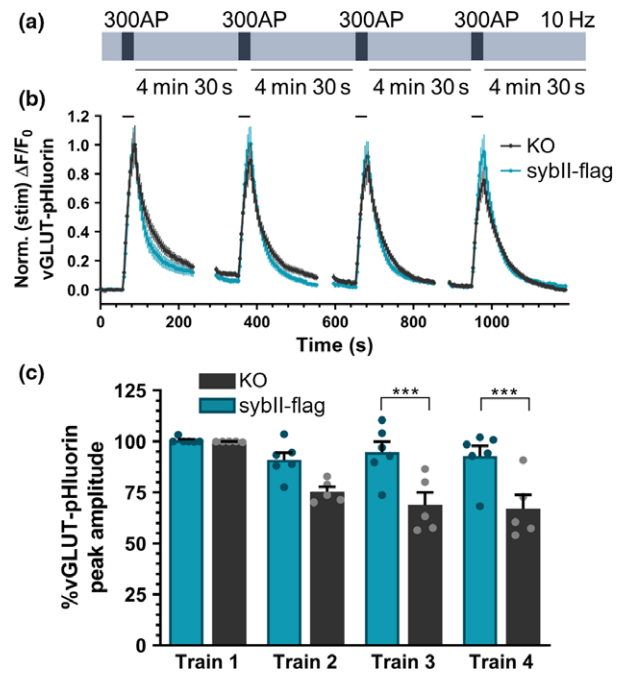 (a)
300AP 300AP 300AP 300AP 10 Hz
4 min 30 s 4 min 30 s 4 min 30 s 4 min 30 s
(b)
Norm. (stim) ΔF/F0
vGLUT-pHluorin
1.2
1.0
0.8
0.6
0.4
0.2
0.0
KO
sybII-flag
0 200 400 600 800 1000
Time (s)
(c)
KO
sybII-flag
%vGLUT-pHluorin
peak amplitude
125
100
75
50
25
0
*** ***
Train 1 Train 2 Train 3 Train 4